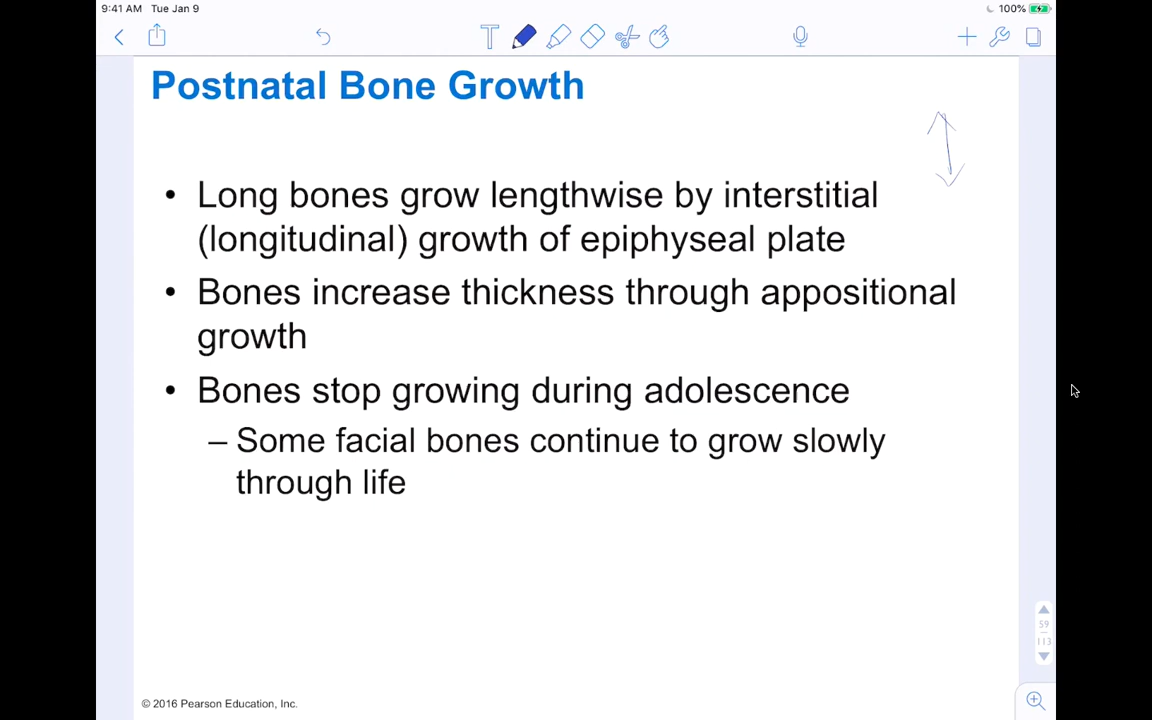 9:41 AM Tue Jan 9
100%
Postnatal Bone Growth
• Long bones grow lengthwise by interstitial
(longitudinal) growth of epiphyseal plate
• Bones increase thickness through appositional
growth
• Bones stop growing during adolescence
– Some facial bones continue to grow slowly
through life
59
113
© 2016 Pearson Education, Inc.